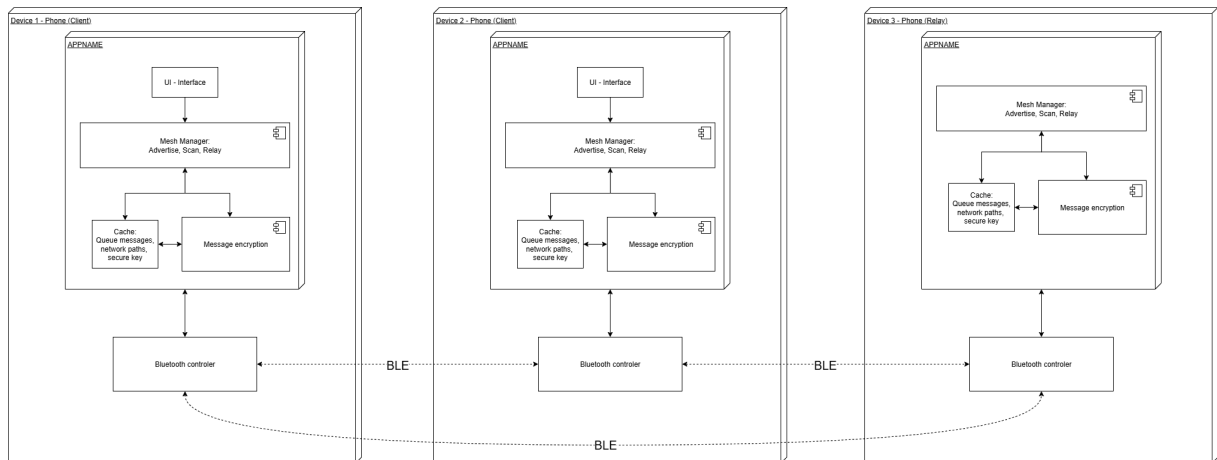 Device 1 - Phone (Client)
APPNAME
UI - Interface
Mesh Manager:
Advertise, Scan, Relay
Cache:
Queue messages,
network paths,
secure key
Message encryption
Bluetooth controler
Device 2 - Phone (Client)
APPNAME
UI - Interface
Mesh Manager:
Advertise, Scan, Relay
Cache:
Queue messages,
network paths,
secure key
Message encryption
Bluetooth controler
Device 3 - Phone (Relay)
APPNAME
Mesh Manager:
Advertise, Scan, Relay
Cache:
Queue messages,
network paths,
secure key
Message encryption
Bluetooth controler
BLE
BLE
BLE